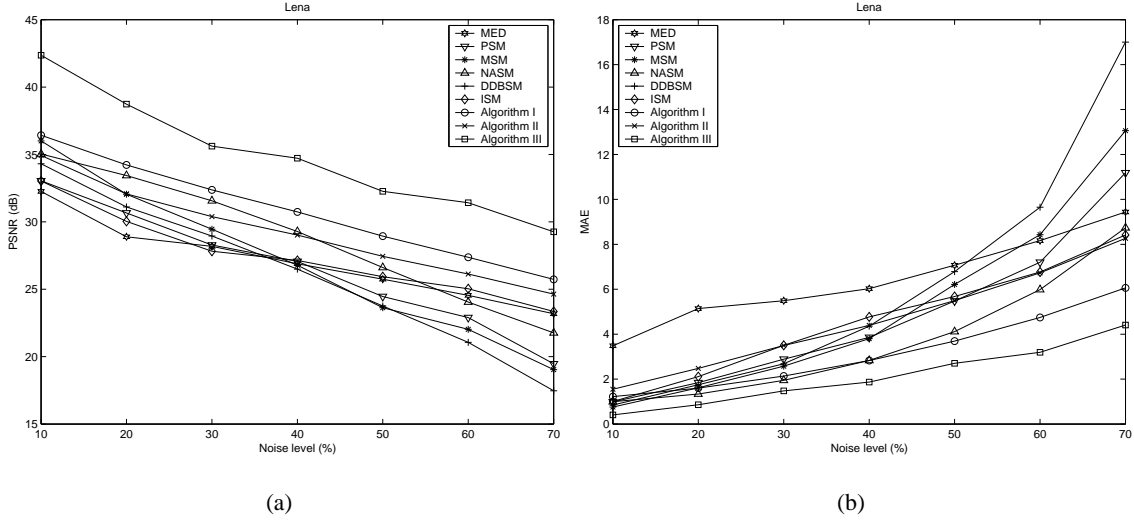 Lena
45
40
35
30
25
20
15
PSNR (dB)
10 20 30 40 50 60 70
Noise level (%)
MED
PSM
MSM
NASM
DDBSM
ISM
Algorithm I
Algorithm II
Algorithm III
(a)
Lena
18
16
14
12
10
8
6
4
2
0
MAE
10 20 30 40 50 60 70
Noise level (%)
MED
PSM
MSM
NASM
DDBSM
ISM
Algorithm I
Algorithm II
Algorithm III
(b)